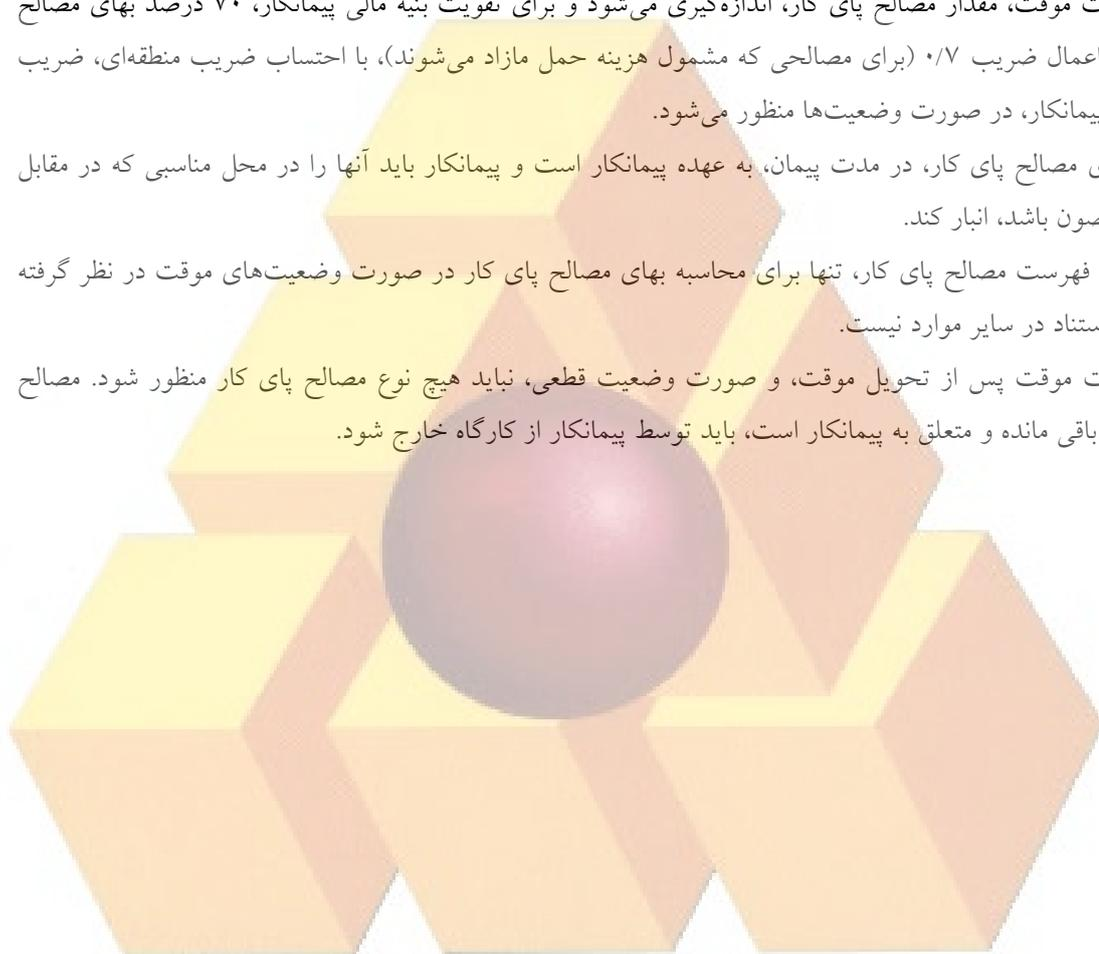 ت موقت، مقدار مصالح پای کار، اندازه‌گیری می‌شود و برای تقویت بنیه مالی پیمانکار، ۷۰ درصد بهای مصالح
اعمال ضریب ۰/۷ (برای مصالحی که مشمول هزینه حمل مازاد می‌شوند)، با احتساب ضریب منطقه‌ای، ضریب
پیمانکار، در صورت وضعیت‌ها منظور می‌شود.
ی مصالح پای کار، در مدت پیمان، به عهده پیمانکار است و پیمانکار باید آنها را در محل مناسبی که در مقابل
صون باشد، انبار کند.
فهرست مصالح پای کار، تنها برای محاسبه بهای مصالح پای کار در صورت وضعیت‌های موقت در نظر گرفته
ستناد در سایر موارد نیست.
ت موقت پس از تحویل موقت، و صورت وضعیت قطعی، نباید هیچ نوع مصالح پای کار منظور شود. مصالح
باقی مانده و متعلق به پیمانکار است، باید توسط پیمانکار از کارگاه خارج شود.